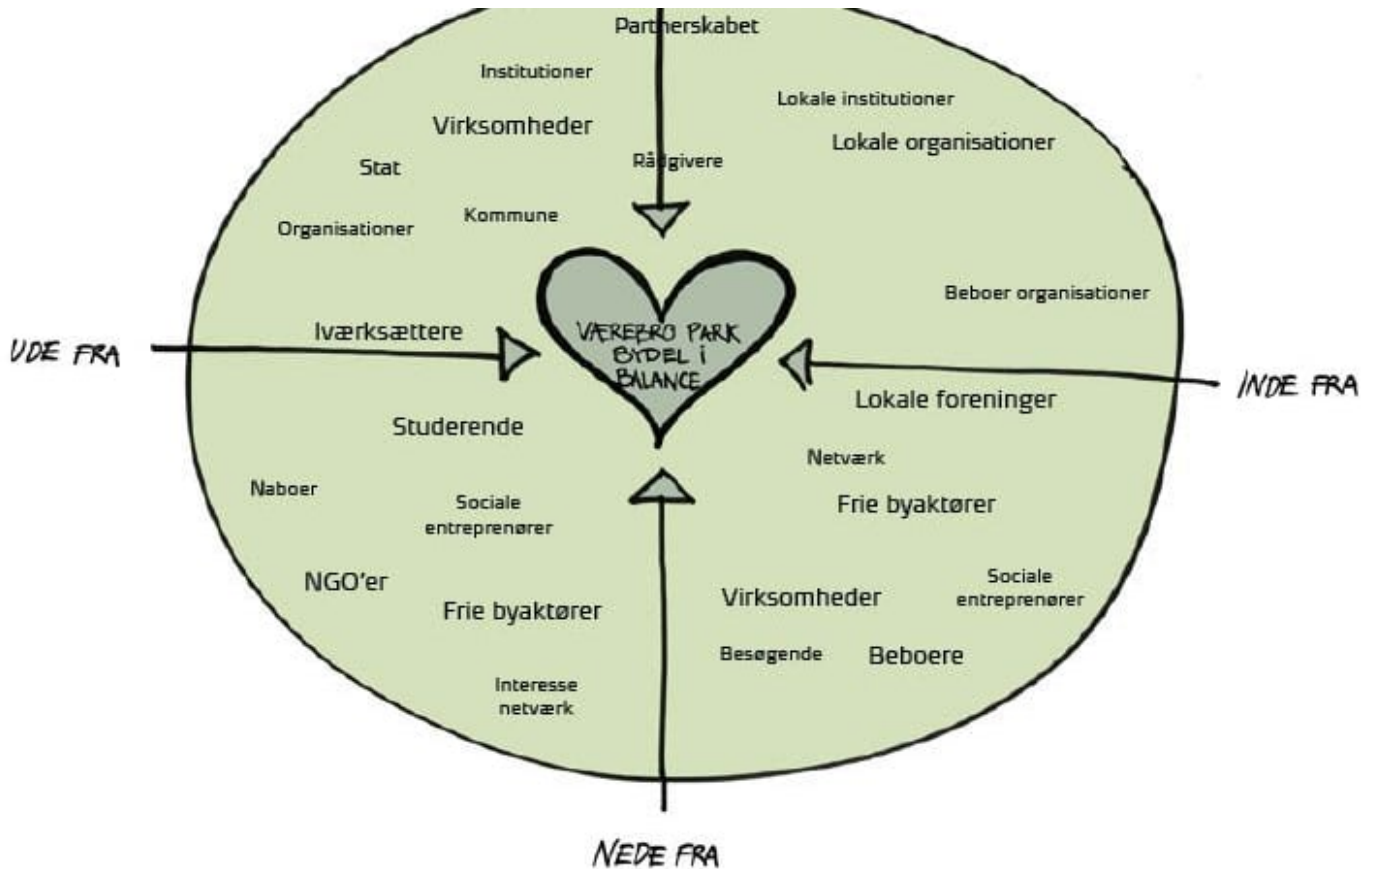 Partnerskabet
Institutioner
Lokale institutioner
Virksomheder
Lokale organisationer
Stat
Rådgivere
Kommune
Organisationer
Beboer organisationer
Iværksættere
UDE FRA
VÆREBRO PARK
BYDEL i
BALANCE
INDE FRA
Lokale foreninger
Studerende
Netværk
Naboer
Sociale
entreprenører
Frie byaktører
NGO'er
Frie byaktører
Virksomheder
Sociale
entreprenører
Besøgende
Beboere
Interesse
netværk
NEDE FRA